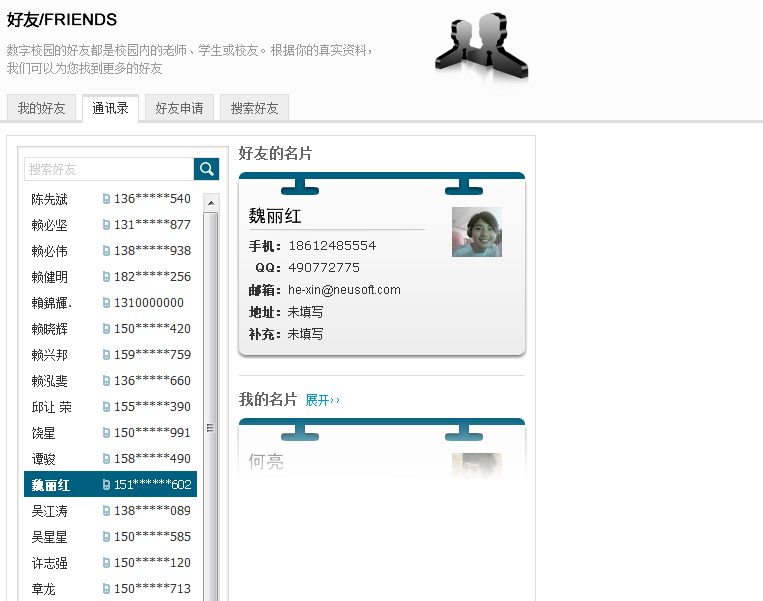 好友/FRIENDS
数字校园的好友都是校园内的老师、学生或校友。根据你的真实资料，
我们可以为您找到更多的好友
我的好友 通讯录 好友申请 搜索好友
搜索好友
陈先斌 136*****540
赖必坚 131*****877
赖必伟 138*****938
赖健明 182*****256
賴錦輝. 1310000000
赖晓辉 150*****420
赖兴邦 159*****759
赖泓斐 136*****660
邱让 荣 155*****390
饶星 150*****991
谭骏 158*****490
魏丽红 151******602
吴江涛 138*****089
吴星星 150*****585
许志强 150*****120
章龙 150*****713
好友的名片
魏丽红
手机：18612485554
QQ：490772775
邮箱：he-xin@neusoft.com
地址：未填写
补充：未填写
我的名片 展开››
何亮